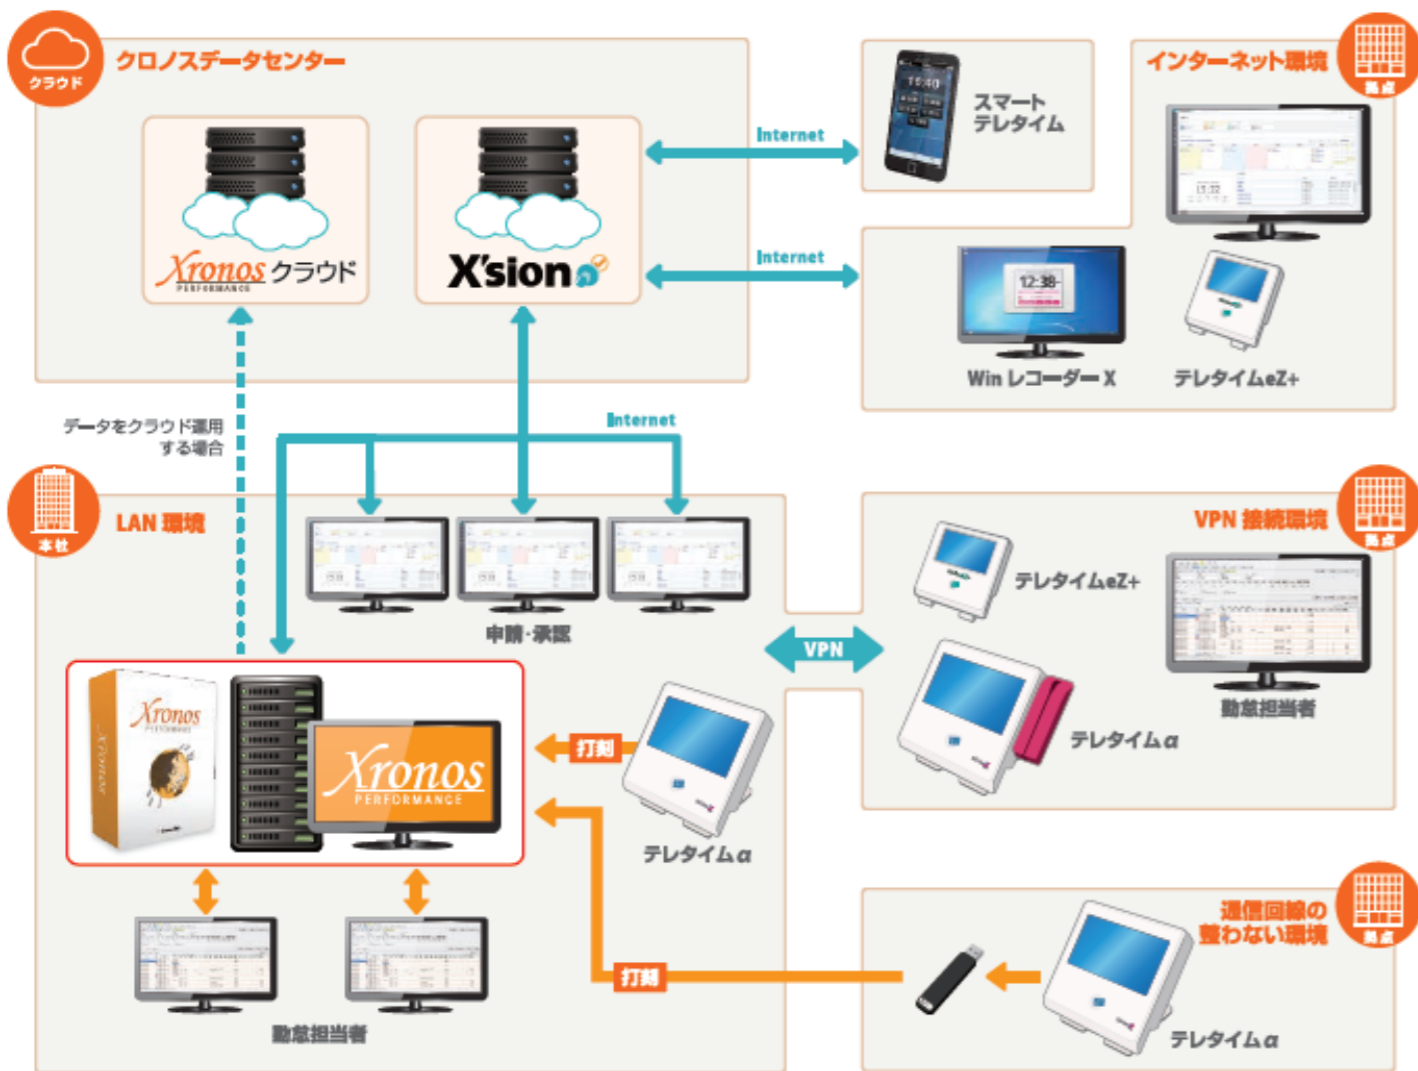 クラウド
クロノスデータセンター
Xronos
PERFORMANCE
クラウド
X'sion
Internet
Internet
スマート
テレタイム
インターネット環境
拠点
12:38
Win レコーダー X
テレタイムeZ+
データをクラウド運用
する場合
Internet
本社
LAN 環境
申請・承認
VPN
VPN 接続環境
拠点
テレタイムeZ+
テレタイムα
勤怠担当者
Xronos
PERFORMANCE
Xronos
Xronos
PERFORMANCE
打刻
テレタイムα
勤怠担当者
打刻
通信回線の
整わない環境
拠点
テレタイムα